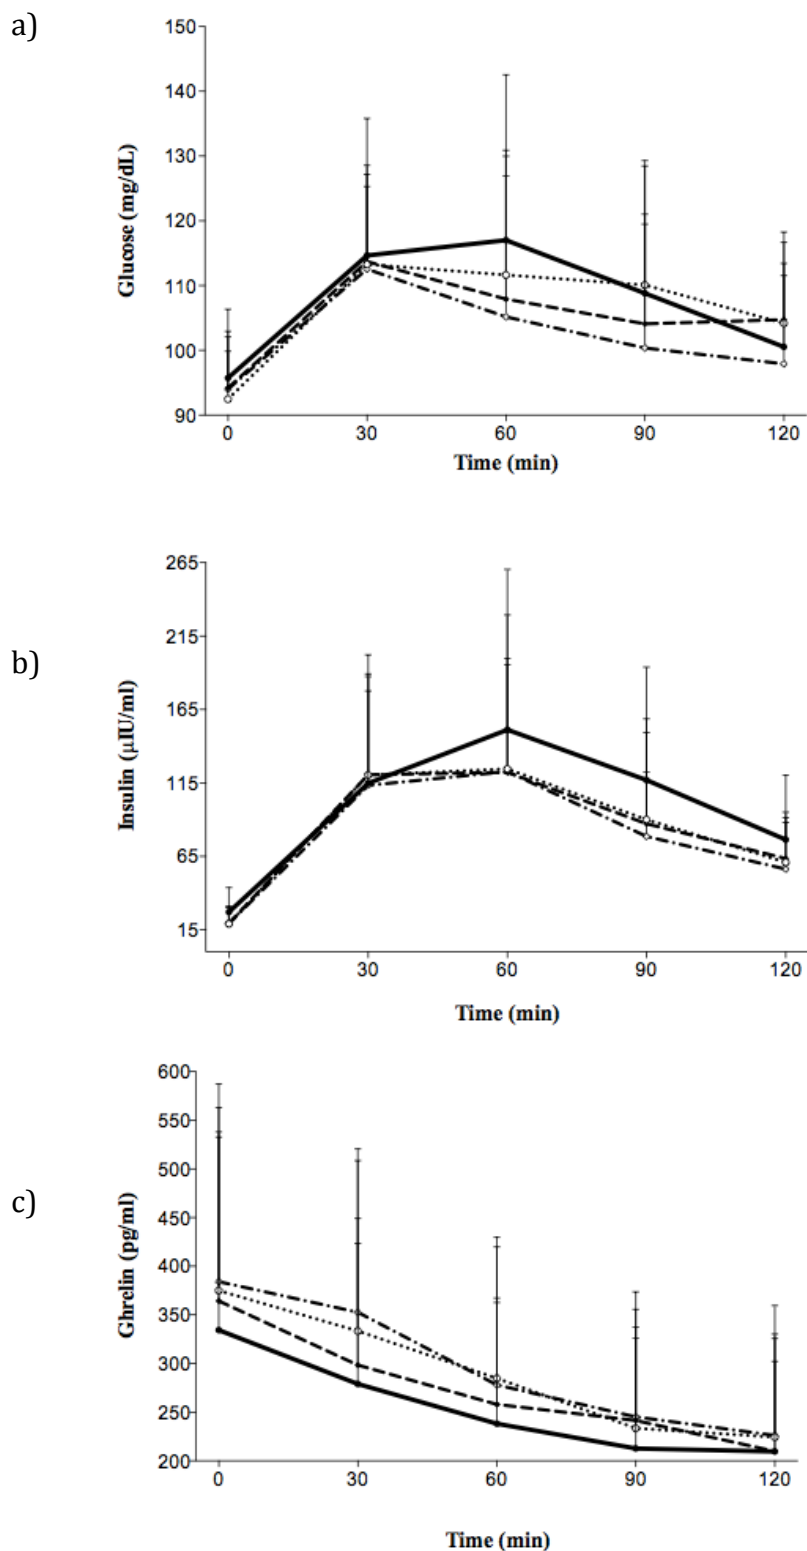 a)
Glucose (mg/dL)
150
140
130
120
110
100
90
0 30 60 90 120
Time (min)
b)
Insulin (µIU/ml)
265
215
165
115
65
15
0 30 60 90 120
Time (min)
c)
Ghrelin (pg/ml)
600
550
500
450
400
350
300
250
200
0 30 60 90 120
Time (min)